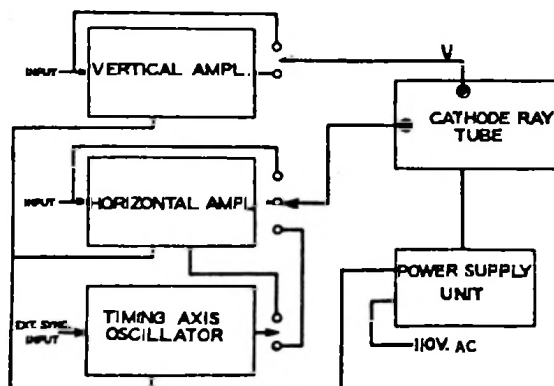 INPUT
VERTICAL AMPL.
V
CATHODE RAY
TUBE
INPUT
HORIZONTAL AMPL.
POWER SUPPLY
UNIT
EXT. SYNC.
INPUT
TIMING AXIS
OSCILLATOR
110V. AC